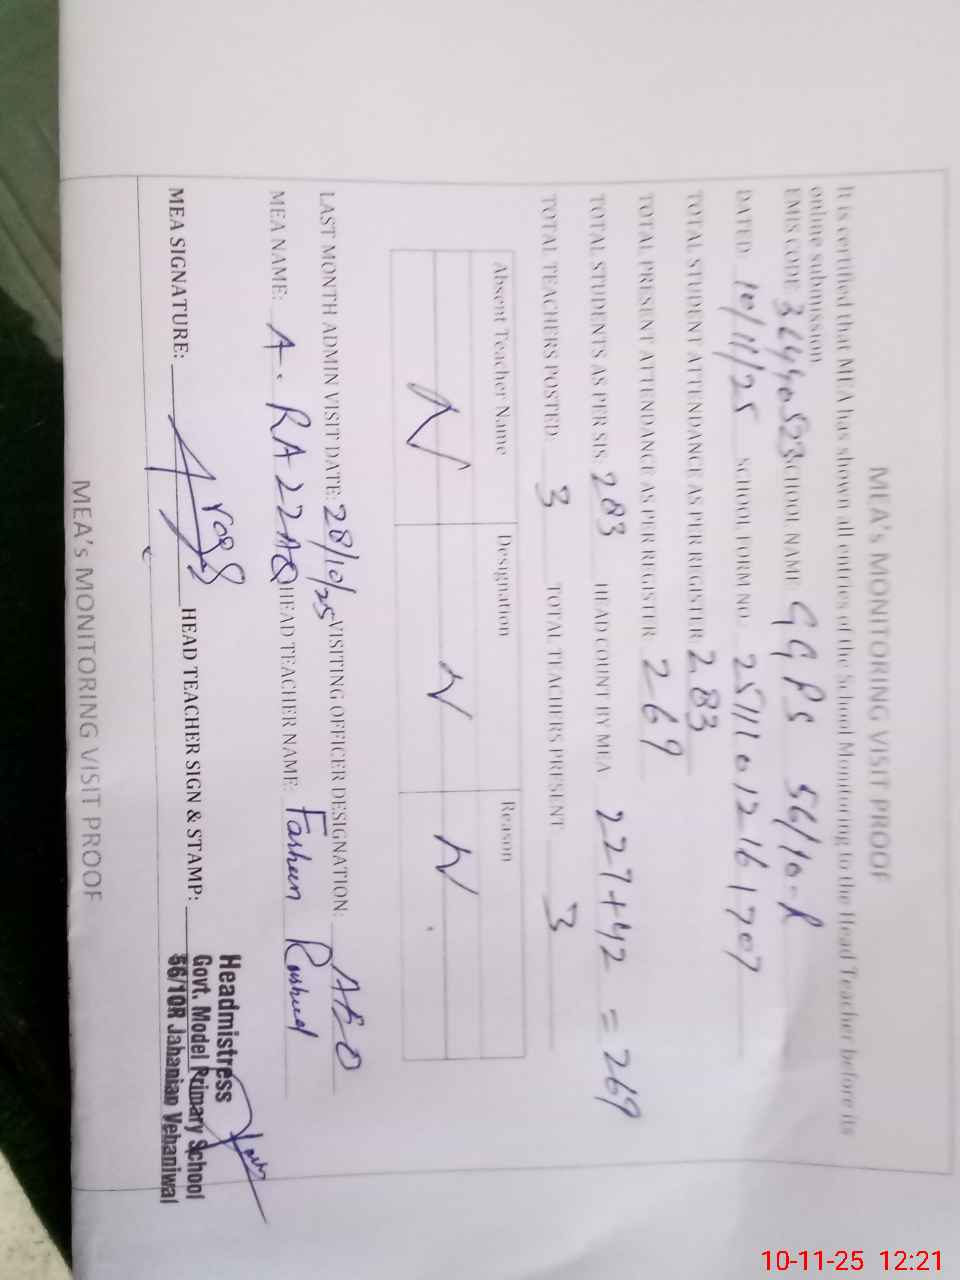 MEA's MONITORING VISIT PROOF
It is certified that MEA has shown all entries of the School Monitoring to the Head Teacher before its
online submission.
EMIS CODE: 36440523 SCHOOL NAME GGPS 56/10-R
DATED: 10/11/25 SCHOOL FORM NO. 25111012161707
TOTAL STUDENT ATTENDANCE AS PER REGISTER 283
TOTAL PRESENT ATTENDANCE AS PER REGISTER 269
TOTAL STUDENTS AS PER SIS: 283 HEAD COUNT BY MEA 227+42 = 269
TOTAL TEACHERS POSTED: 3 TOTAL TEACHERS PRESENT 3
Absent Teacher Name Designation Reason
N N N
LAST MONTH ADMIN VISIT DATE: 28/10/25 VISITING OFFICER DESIGNATION: AEO
MEA NAME: A. RAZZAQ HEAD TEACHER NAME: Farheen Rasheed
MEA SIGNATURE: HEAD TEACHER SIGN & STAMP:
Headmistress
Govt. Model Primary School
56/10R Jahanian Vehaniwal
MEA's MONITORING VISIT PROOF
10-11-25 12:21